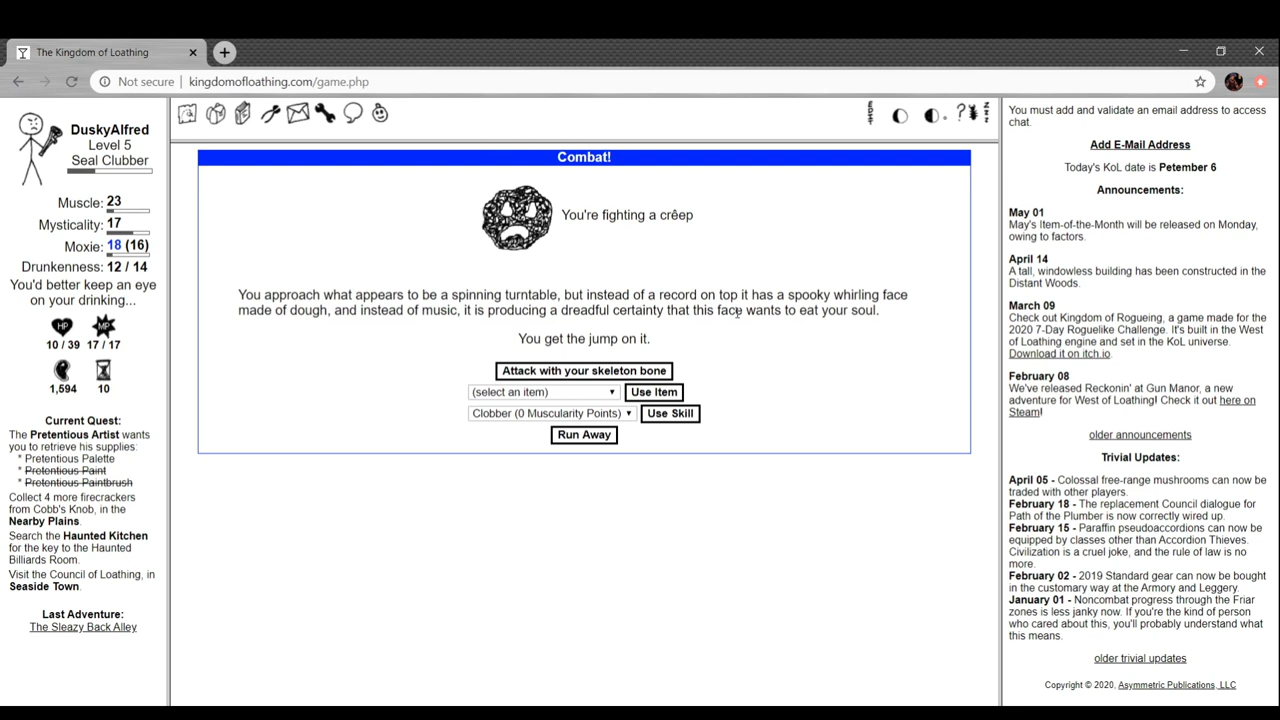 The Kingdom of Loathing
Not secure | kingdomofloathing.com/game.php
DuskyAlfred
Level 5
Seal Clubber
Muscle: 23
Mysticality: 17
Moxie: 18 (16)
Drunkenness: 12 / 14
You'd better keep an eye
on your drinking...
HP MP
10 / 39 17 / 17
1,594 10
Current Quest:
The Pretentious Artist wants
you to retrieve his supplies:
* Pretentious Palette
* Pretentious Paint
* Pretentious Paintbrush
Collect 4 more firecrackers
from Cobb's Knob, in the
Nearby Plains.
Search the Haunted Kitchen
for the key to the Haunted
Billiards Room.
Visit the Council of Loathing, in
Seaside Town.
Last Adventure:
The Sleazy Back Alley
Combat!
You're fighting a crêep
You approach what appears to be a spinning turntable, but instead of a record on top it has a spooky whirling face
made of dough, and instead of music, it is producing a dreadful certainty that this face wants to eat your soul.
You get the jump on it.
Attack with your skeleton bone
(select an item) Use Item
Clobber (0 Muscularity Points) Use Skill
Run Away
You must add and validate an email address to access
chat.
Add E-Mail Address
Today's KoL date is Petember 6
Announcements:
May 01
May's Item-of-the-Month will be released on Monday,
owing to factors.
April 14
A tall, windowless building has been constructed in the
Distant Woods.
March 09
Check out Kingdom of Rogueing, a game made for the
2020 7-Day Roguelike Challenge. It's built in the West
of Loathing engine and set in the KoL universe.
Download it on itch.io.
February 08
We've released Reckonin' at Gun Manor, a new
adventure for West of Loathing! Check it out here on
Steam!
older announcements
Trivial Updates:
April 05 - Colossal free-range mushrooms can now be
traded with other players.
February 18 - The replacement Council dialogue for
Path of the Plumber is now correctly wired up.
February 15 - Paraffin pseudoaccordions can now be
equipped by classes other than Accordion Thieves.
Civilization is a cruel joke, and the rule of law is no
more.
February 02 - 2019 Standard gear can now be bought
in the customary way at the Armory and Leggery.
January 01 - Noncombat progress through the Friar
zones is less janky now. If you're the kind of person
who cared about this, you'll probably understand what
this means.
older trivial updates
Copyright © 2020, Asymmetric Publications, LLC